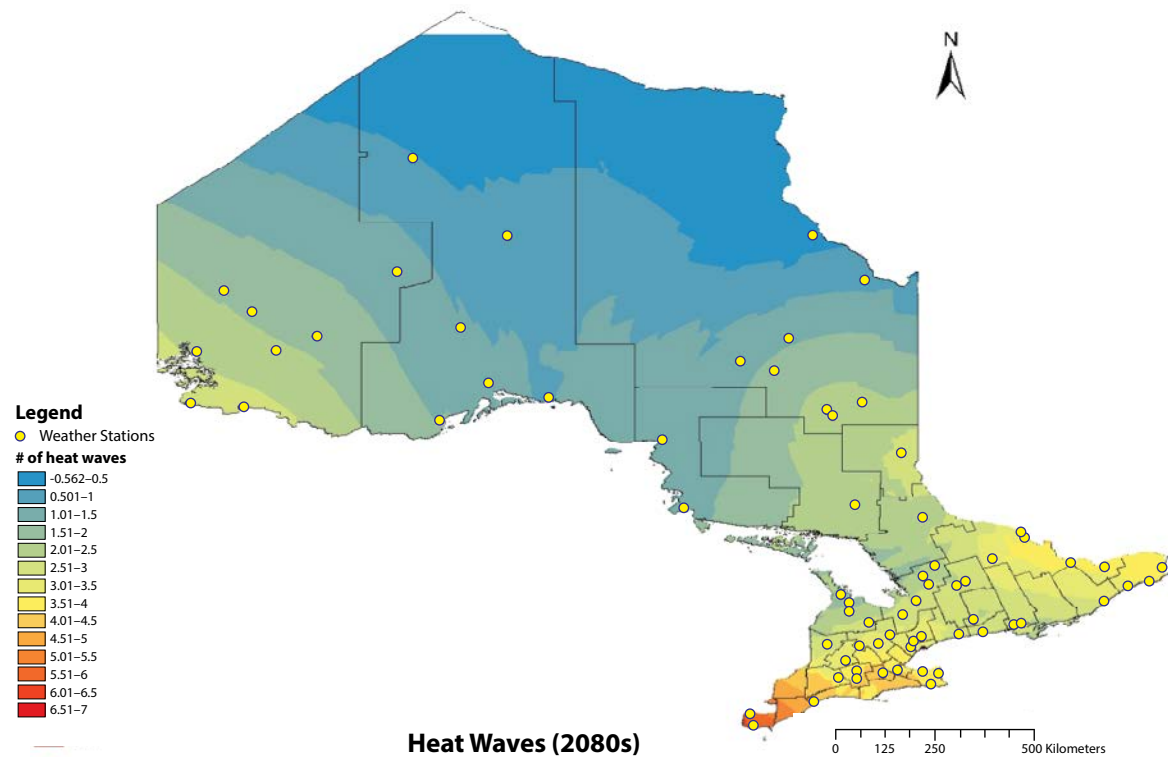 N
Legend
Weather Stations
# of heat waves
-0.562–0.5
0.501–1
1.01–1.5
1.51–2
2.01–2.5
2.51–3
3.01–3.5
3.51–4
4.01–4.5
4.51–5
5.01–5.5
5.51–6
6.01–6.5
6.51–7
Heat Waves (2080s)
0 125 250 500 Kilometers